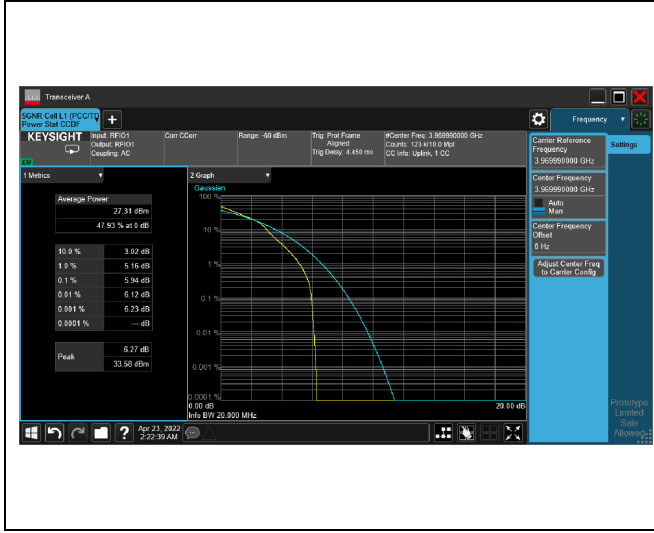 Transceiver A
5GNR Cell L1 (PCC/TD
Power Stat CCDF
KEYSIGHT
Input: RFIO1
Output: RFIO1
Coupling: AC
Corr CCorr
Range: -60 dBm
Trig: Prot Frame
Aligned
Trig Delay: 4.450 ms
#Center Freq: 3.969990000 GHz
Counts: 123 k/10.0 Mpt
CC Info: Uplink, 1 CC
Frequency
1 Metrics
Average Power
27.31 dBm
47.93 % at 0 dB
10.0 % 3.02 dB
1.0 % 5.16 dB
0.1 % 5.94 dB
0.01 % 6.12 dB
0.001 % 6.23 dB
0.0001 % --- dB
Peak
6.27 dB
33.58 dBm
2 Graph
Gaussian
100 %
10 %
1 %
0.1 %
0.01 %
0.001 %
0.0001 %
0.00 dB 20.00 dB
Info BW 20.000 MHz
Carrier Reference
Frequency
3.969990000 GHz
Center Frequency
3.969990000 GHz
Auto
Man
Center Frequency
Offset
0 Hz
Adjust Center Freq
to Carrier Config
Settings
Prototype
Limited
Sale
Allowed
Apr 23, 2022
2:22:39 AM